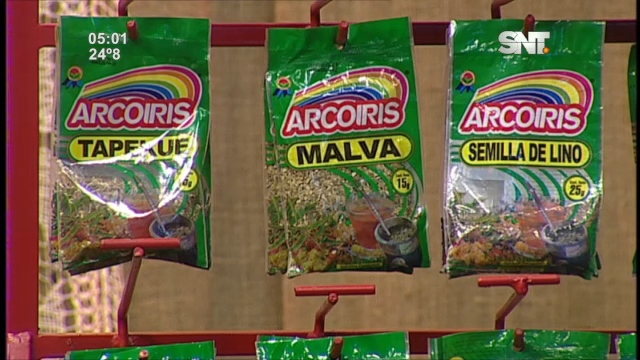 05:01
24°8
SNT
ARCOIRIS
TAPEKUE
ARCOIRIS
MALVA
15g
ARCOIRIS
SEMILLA DE LINO
25g